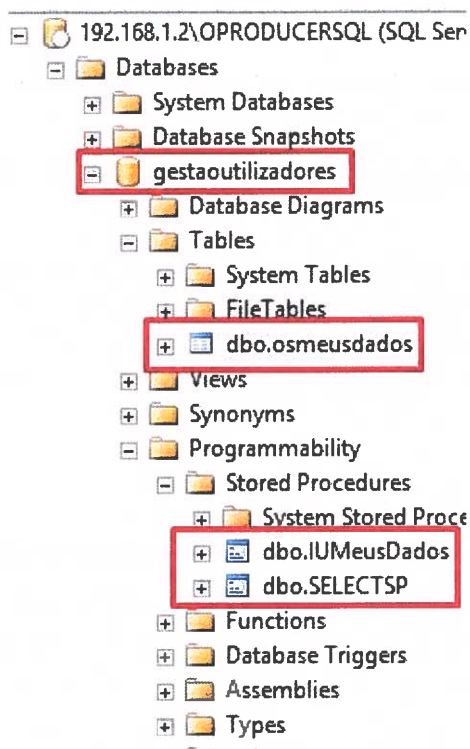 192.168.1.2\OPRODUCERSQL (SQL Ser
Databases
System Databases
Database Snapshots
gestaoutilizadores
Database Diagrams
Tables
System Tables
FileTables
dbo.osmeusdados
Views
Synonyms
Programmability
Stored Procedures
System Stored Proce
dbo.IUMeusDados
dbo.SELECTSP
Functions
Database Triggers
Assemblies
Types